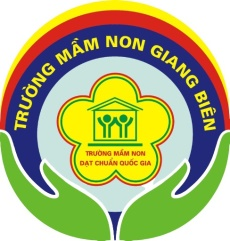 TRƯỜNG MẦM NON GIANG BIÊN
TRƯỜNG MẦM NON
ĐẠT CHUẨN QUỐC GIA